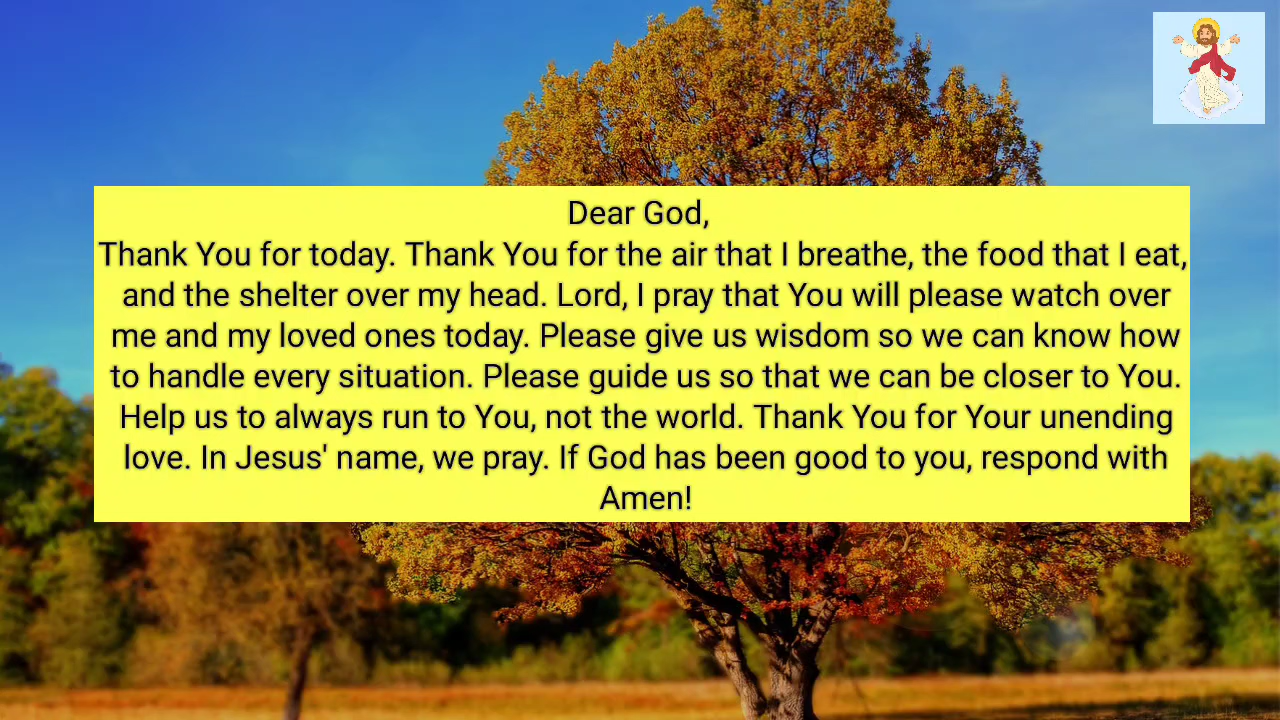 Dear God,
Thank You for today. Thank You for the air that I breathe, the food that I eat,
and the shelter over my head. Lord, I pray that You will please watch over
me and my loved ones today. Please give us wisdom so we can know how
to handle every situation. Please guide us so that we can be closer to You.
Help us to always run to You, not the world. Thank You for Your unending
love. In Jesus' name, we pray. If God has been good to you, respond with
Amen!